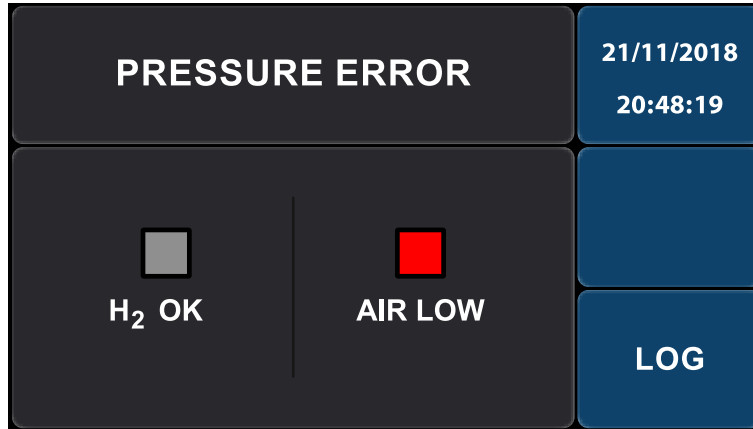 PRESSURE ERROR
21/11/2018
20:48:19
H₂ OK
AIR LOW
LOG